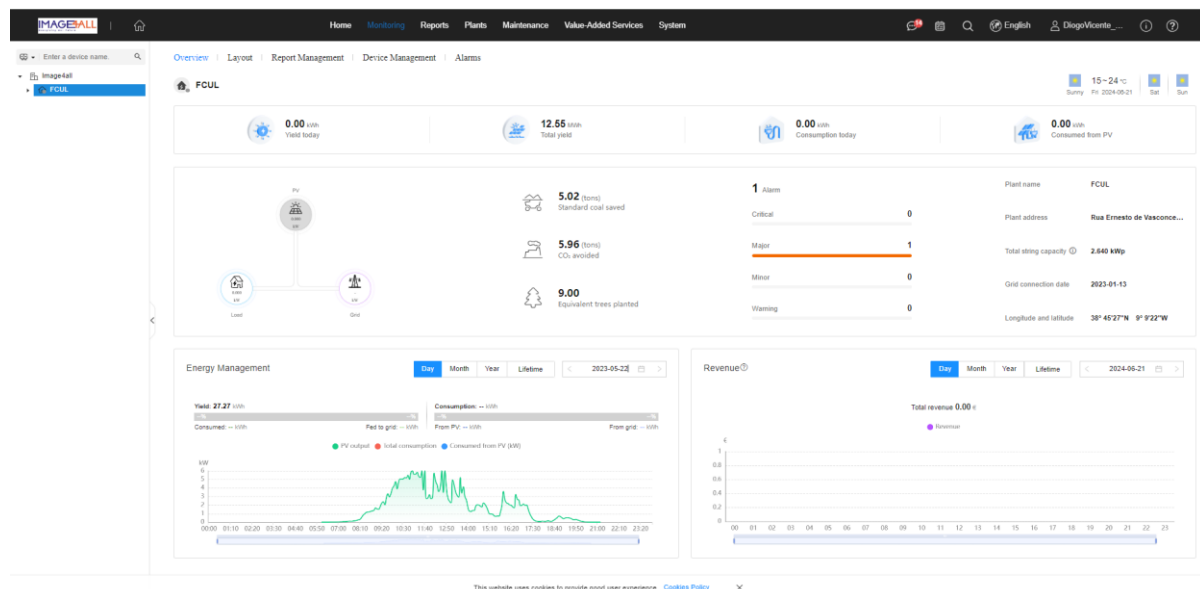 IMAGE4ALL
Home Monitoring Reports Plants Maintenance Value-Added Services System
14
English DiogoVicente_...
Enter a device name.
Image4all
FCUL
Overview Layout Report Management Device Management Alarms
FCUL
15~24 °C
Sunny Fri 2024-06-21 Sat Sun
0.00 kWh
Yield today
12.55 MWh
Total yield
0.00 kWh
Consumption today
0.00 kWh
Consumed from PV
PV
kW
kW
Load
kW
Grid
5.02 (tons)
Standard coal saved
5.96 (tons)
CO₂ avoided
9.00
Equivalent trees planted
1 Alarm
Critical 0
Major 1
Minor 0
Warning 0
Plant name FCUL
Plant address Rua Ernesto de Vasconce...
Total string capacity 2.640 kWp
Grid connection date 2023-01-13
Longitude and latitude 38° 45'27"N 9° 9'22"W
Energy Management
Day Month Year Lifetime
< 2023-05-22 >
Yield: 27.27 kWh
--% --%
Consumed: -- kWh Fed to grid: -- kWh
Consumption: -- kWh
--% --%
From PV: -- kWh From grid: -- kWh
PV output Total consumption Consumed from PV (kW)
kW
6
5
4
3
2
1
0
00:00 01:10 02:20 03:30 04:40 05:50 07:00 08:10 09:20 10:30 11:40 12:50 14:00 15:10 16:20 17:30 18:40 19:50 21:00 22:10 23:20
Revenue
Day Month Year Lifetime
< 2024-06-21 >
Total revenue 0.00 €
Revenue
€
1
0.8
0.6
0.4
0.2
0
00 01 02 03 04 05 06 07 08 09 10 11 12 13 14 15 16 17 18 19 20 21 22 23
This website uses cookies to provide good user experience. Cookies Policy X